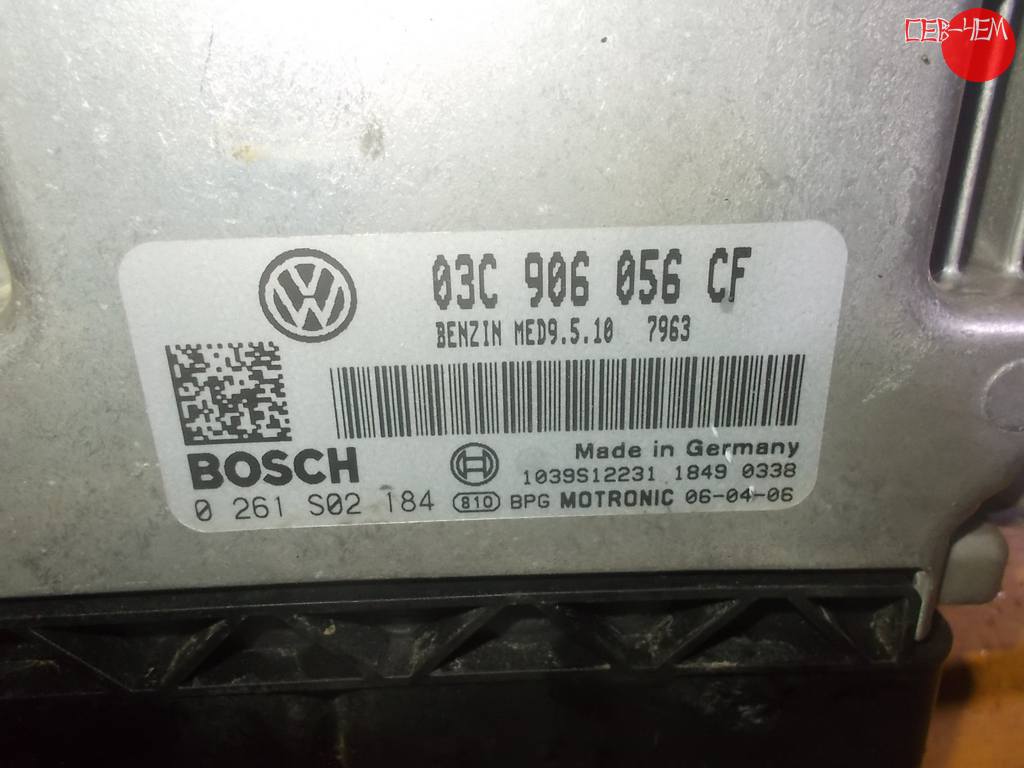 СЕВ-ЧЕМ
03C 906 056 CF
BENZIN MED9.5.10 7963
BOSCH
Made in Germany
1039S12231 1849 0338
0 261 S02 184 810 BPG MOTRONIC 06-04-06